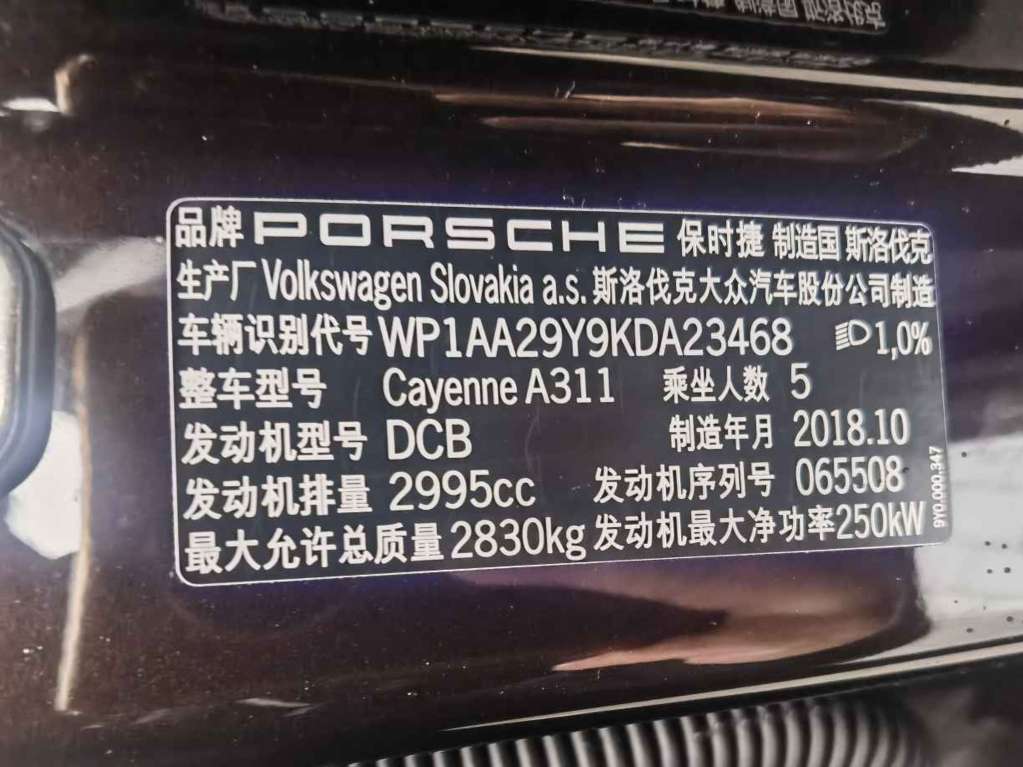 品牌 PORSCHE 保时捷 制造国 斯洛伐克
生产厂 Volkswagen Slovakia a.s. 斯洛伐克大众汽车股份公司制造
车辆识别代号 WP1AA29Y9KDA23468 1,0%
整车型号 Cayenne A311 乘坐人数 5
发动机型号 DCB 制造年月 2018.10
发动机排量 2995cc 发动机序列号 065508
最大允许总质量 2830kg 发动机最大净功率 250kW
9Y0.000.347